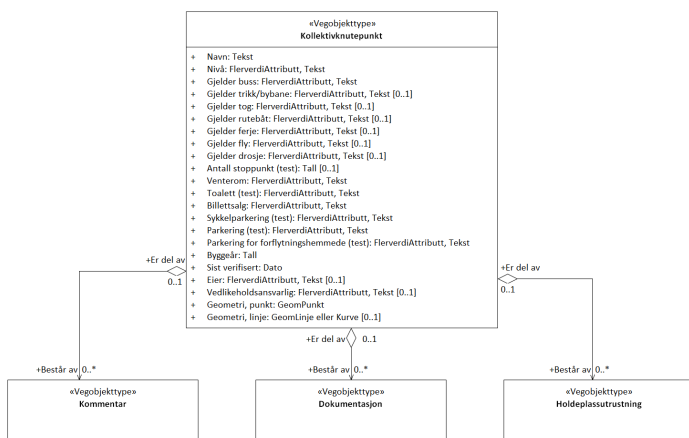 «Vegobjekttype»
Kollektivknutepunkt
+ Navn: Tekst
+ Nivå: FlerverdiAttributt, Tekst
+ Gjelder buss: FlerverdiAttributt, Tekst
+ Gjelder trikk/bybane: FlerverdiAttributt, Tekst [0..1]
+ Gjelder tog: FlerverdiAttributt, Tekst [0..1]
+ Gjelder rutebåt: FlerverdiAttributt, Tekst [0..1]
+ Gjelder ferje: FlerverdiAttributt, Tekst [0..1]
+ Gjelder fly: FlerverdiAttributt, Tekst [0..1]
+ Gjelder drosje: FlerverdiAttributt, Tekst [0..1]
+ Antall stoppunkt (test): Tall [0..1]
+ Venterom: FlerverdiAttributt, Tekst
+ Toalett (test): FlerverdiAttributt, Tekst
+ Billettsalg: FlerverdiAttributt, Tekst
+ Sykkelparkering (test): FlerverdiAttributt, Tekst
+ Parkering (test): FlerverdiAttributt, Tekst
+ Parkering for forflytningshemmede (test): FlerverdiAttributt, Tekst
+ Byggeår: Tall
+ Sist verifisert: Dato
+ Eier: FlerverdiAttributt, Tekst [0..1]
+ Vedlikeholdsansvarlig: FlerverdiAttributt, Tekst [0..1]
+ Geometri, punkt: GeomPunkt
+ Geometri, linje: GeomLinje eller Kurve [0..1]
+Er del av
0..1
+Er del av
0..1
+Er del av 0..1
+Består av 0..*
+Består av 0..*
+Består av 0..*
«Vegobjekttype»
Kommentar
«Vegobjekttype»
Dokumentasjon
«Vegobjekttype»
Holdeplassutrustning